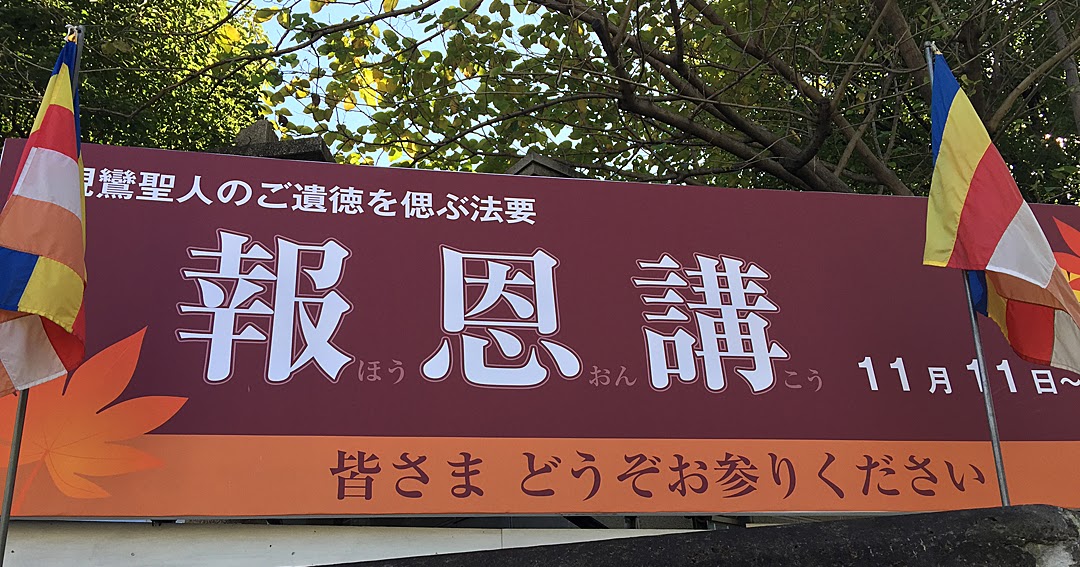 親鸞聖人のご遺徳を偲ぶ法要
報恩講
ほう おん こう
11月11日〜
皆さま どうぞお参りください